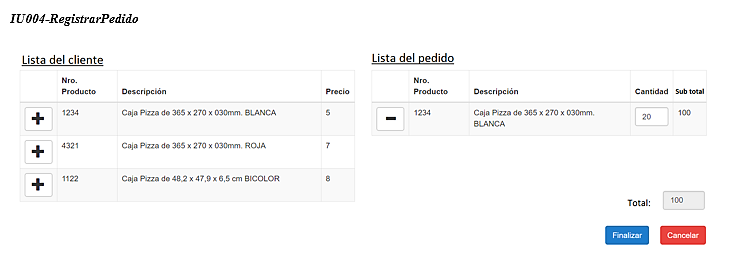 IU004-RegistrarPedido
Lista del cliente
Nro. Producto Descripción Precio
1234 Caja Pizza de 365 x 270 x 030mm. BLANCA 5
4321 Caja Pizza de 365 x 270 x 030mm. ROJA 7
1122 Caja Pizza de 48,2 x 47,9 x 6,5 cm BICOLOR 8
Lista del pedido
Nro. Producto Descripción Cantidad Sub total
1234 Caja Pizza de 365 x 270 x 030mm. BLANCA 20 100
Total: 100
Finalizar Cancelar